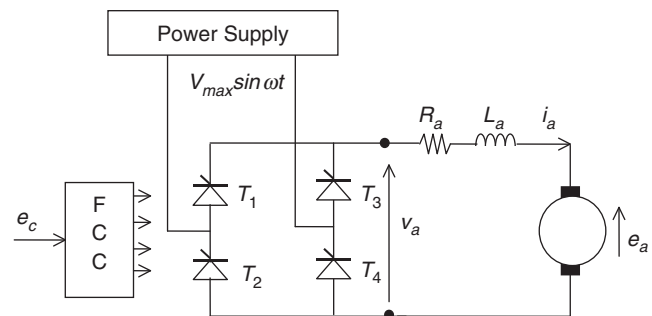 Power Supply
V_max sin ωt
R_a
L_a
i_a
e_c
F
C
C
T_1
T_3
v_a
e_a
T_2
T_4